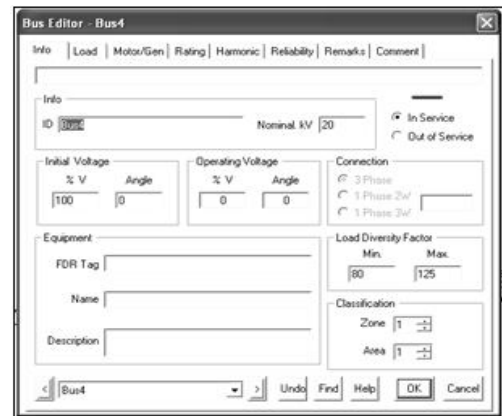 Bus Editor - Bus4
Info Load Motor/Gen Rating Harmonic Reliability Remarks Comment
Info
ID Bus4 Nominal kV 20
In Service
Out of Service
Initial Voltage
% V Angle
100 0
Operating Voltage
% V Angle
0 0
Connection
3 Phase
1 Phase 2W
1 Phase 3W
Equipment
FDR Tag
Name
Description
Load Diversity Factor
Min. Max.
80 125
Classification
Zone 1
Area 1
< Bus4 > Undo Find Help OK Cancel